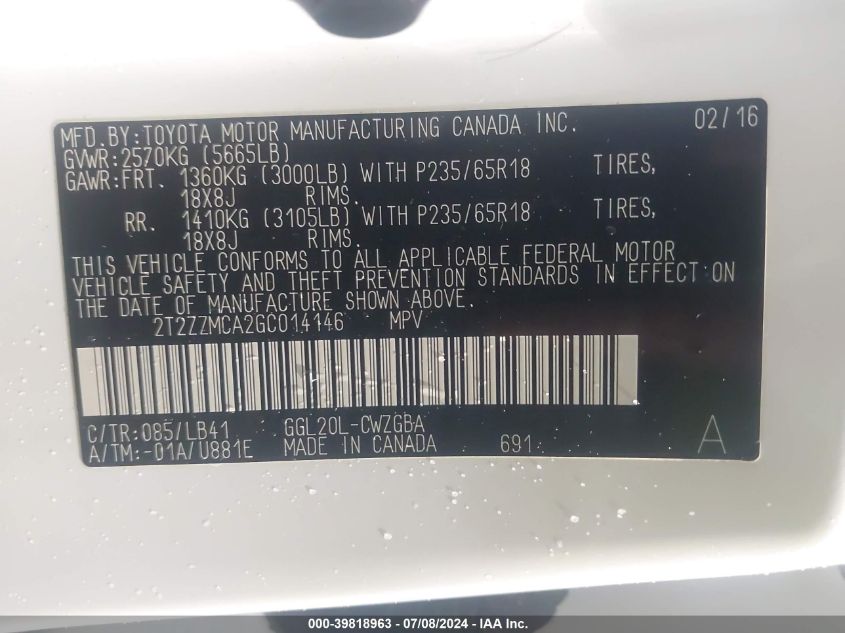 MFD.BY:TOYOTA MOTOR MANUFACTURING CANADA INC. 02/16
GVWR:2570KG (5665LB)
GAWR:FRT. 1360KG (3000LB) WITH P235/65R18 TIRES,
18X8J RIMS.
RR. 1410KG (3105LB) WITH P235/65R18 TIRES,
18X8J RIMS.
THIS VEHICLE CONFORMS TO ALL APPLICABLE FEDERAL MOTOR
VEHICLE SAFETY AND THEFT PREVENTION STANDARDS IN EFFECT ON
THE DATE OF MANUFACTURE SHOWN ABOVE.
2T2ZZMCA2GC014146 MPV
C/TR:085/LB41 GGL20L-CWZGBA
A/TM:-01A/U881E MADE IN CANADA 691 A
000-39818963 - 07/08/2024 - IAA Inc.